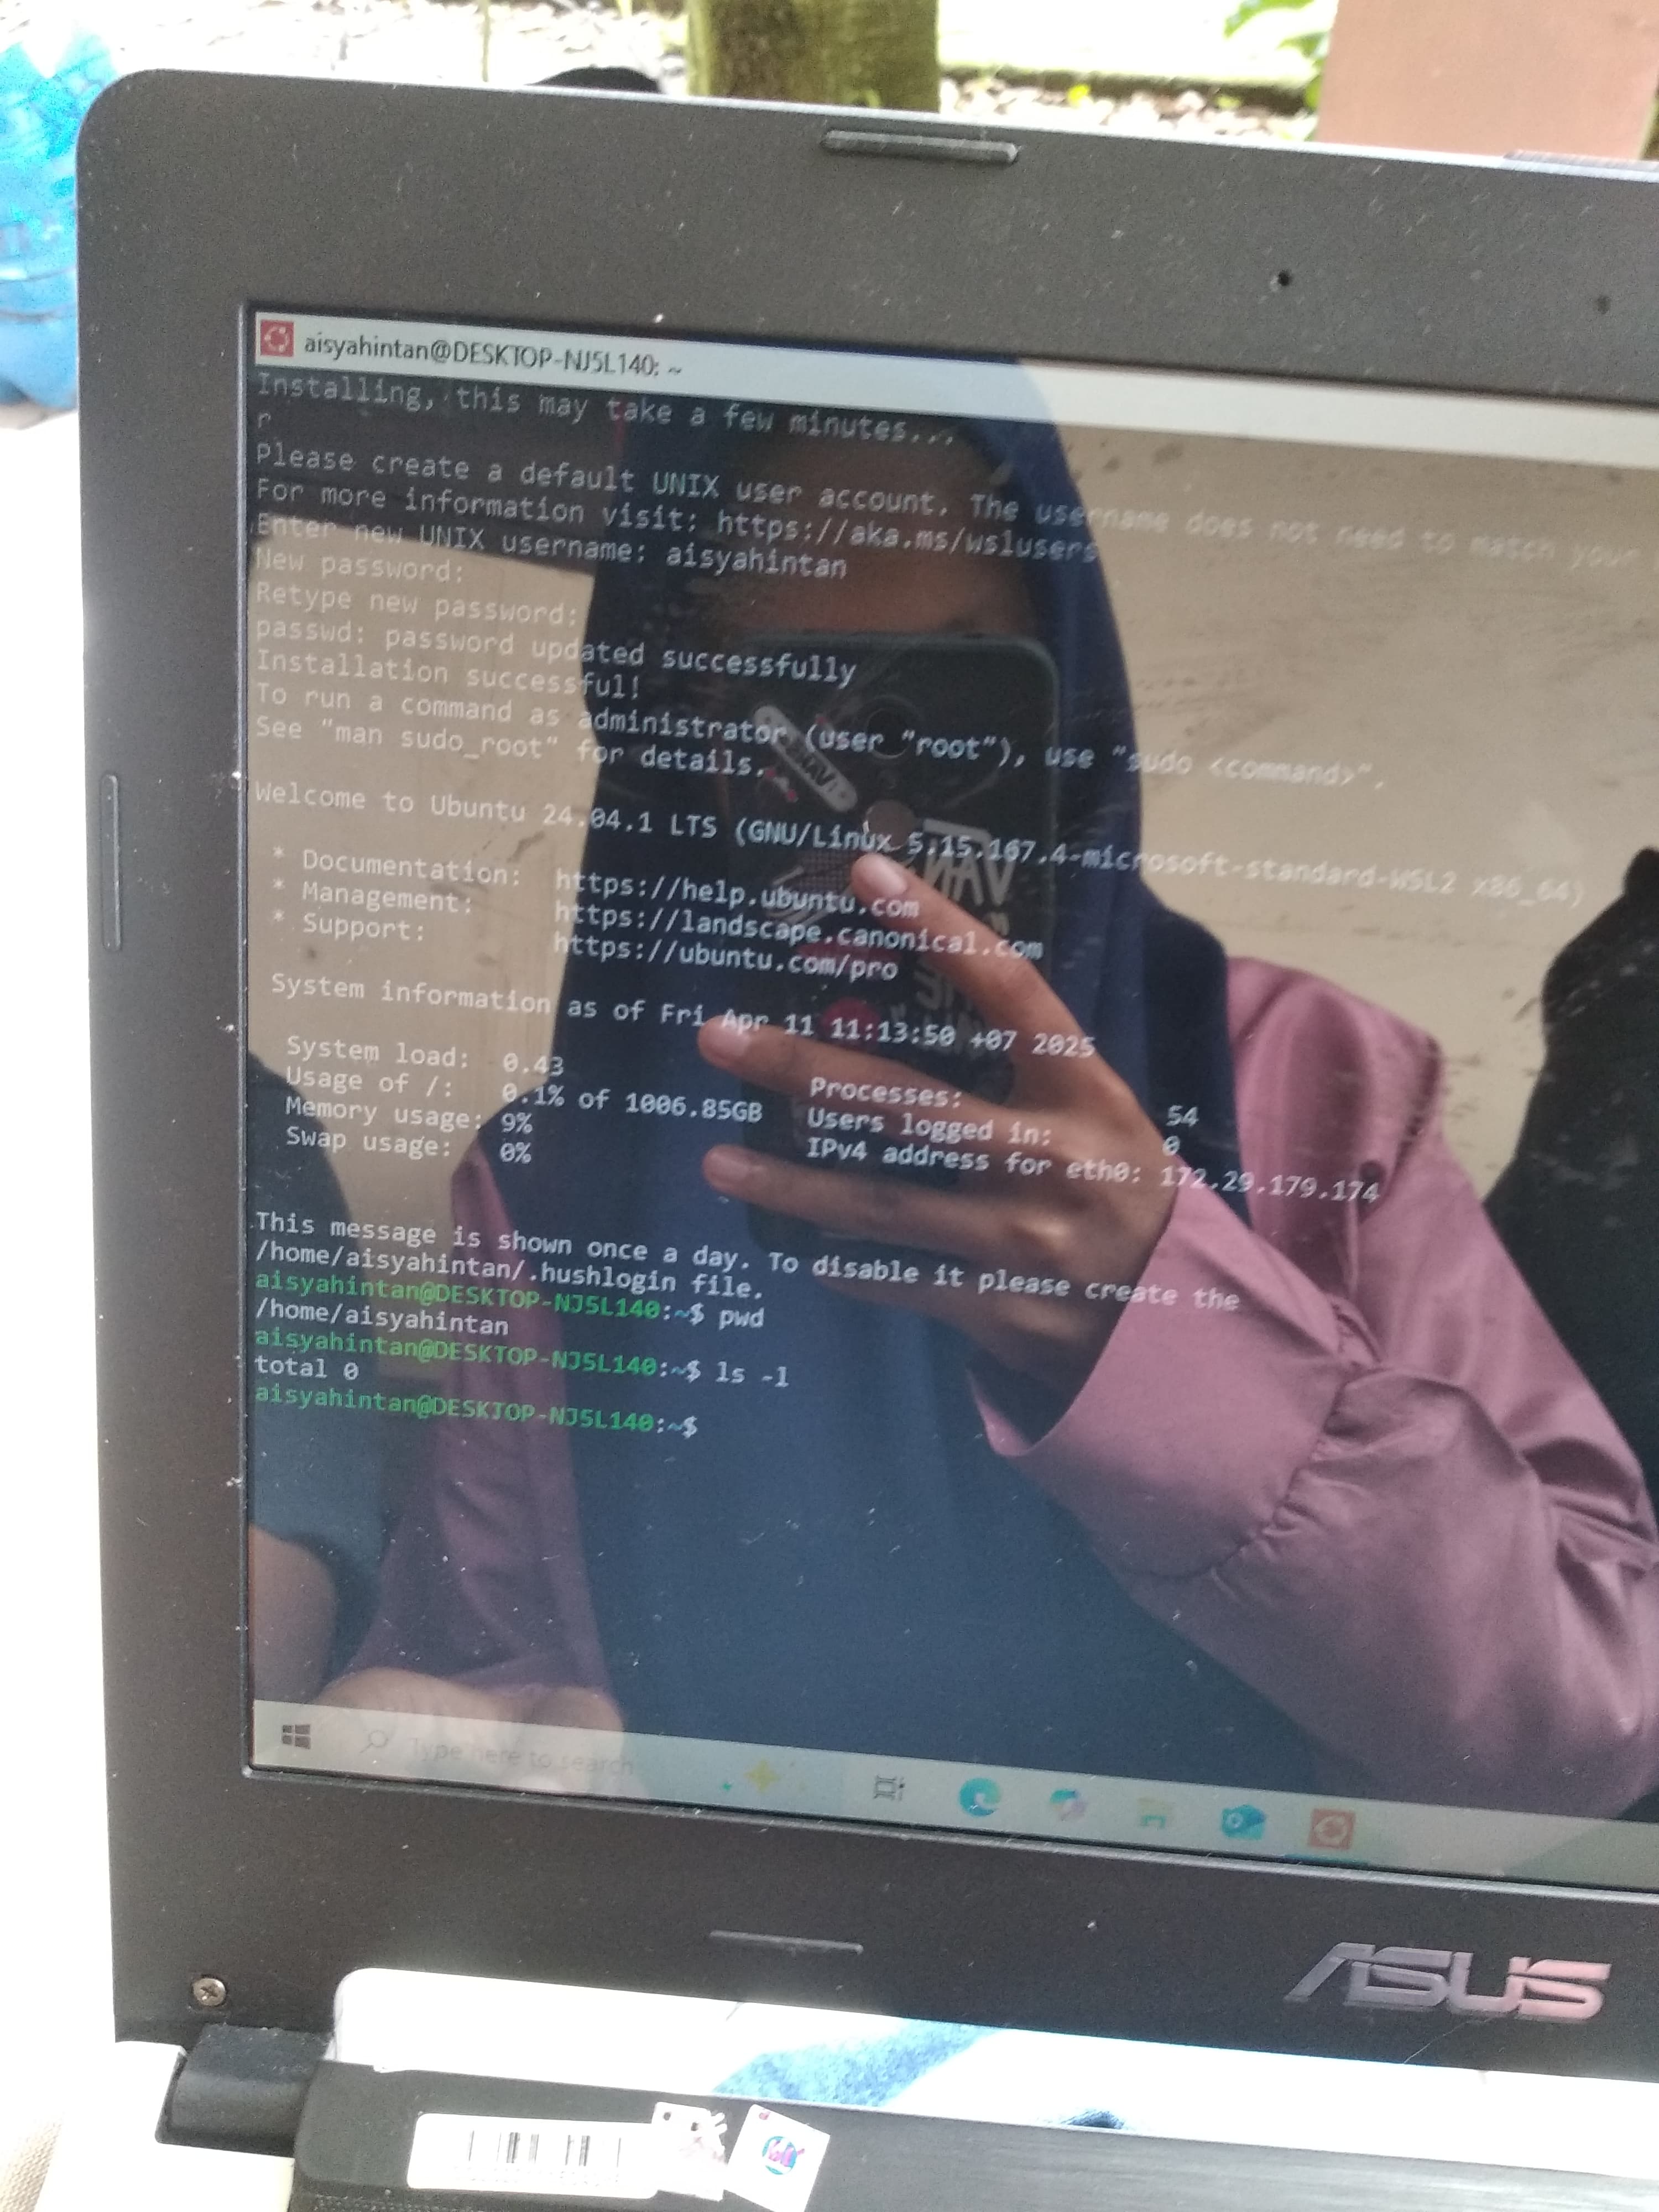 aisyahintan@DESKTOP-NJ5L140: ~
Installing, this may take a few minutes...
r
Please create a default UNIX user account. The username does not need to match your
For more information visit: https://aka.ms/wslusers
Enter new UNIX username: aisyahintan
New password:
Retype new password:
passwd: password updated successfully
Installation successful!
To run a command as administrator (user "root"), use "sudo <command>".
See "man sudo_root" for details.
Welcome to Ubuntu 24.04.1 LTS (GNU/Linux 5.15.167.4-microsoft-standard-WSL2 x86_64)
* Documentation: https://help.ubuntu.com
* Management: https://landscape.canonical.com
* Support: https://ubuntu.com/pro
System information as of Fri Apr 11 11:13:50 +07 2025
System load: 0.43 Processes: 54
Usage of /: 0.1% of 1006.85GB Users logged in: 0
Memory usage: 9% IPv4 address for eth0: 172.29.179.174
Swap usage: 0%
This message is shown once a day. To disable it please create the
/home/aisyahintan/.hushlogin file.
aisyahintan@DESKTOP-NJ5L140:~$ pwd
/home/aisyahintan
aisyahintan@DESKTOP-NJ5L140:~$ ls -l
total 0
aisyahintan@DESKTOP-NJ5L140:~$
Type here to search
ASUS